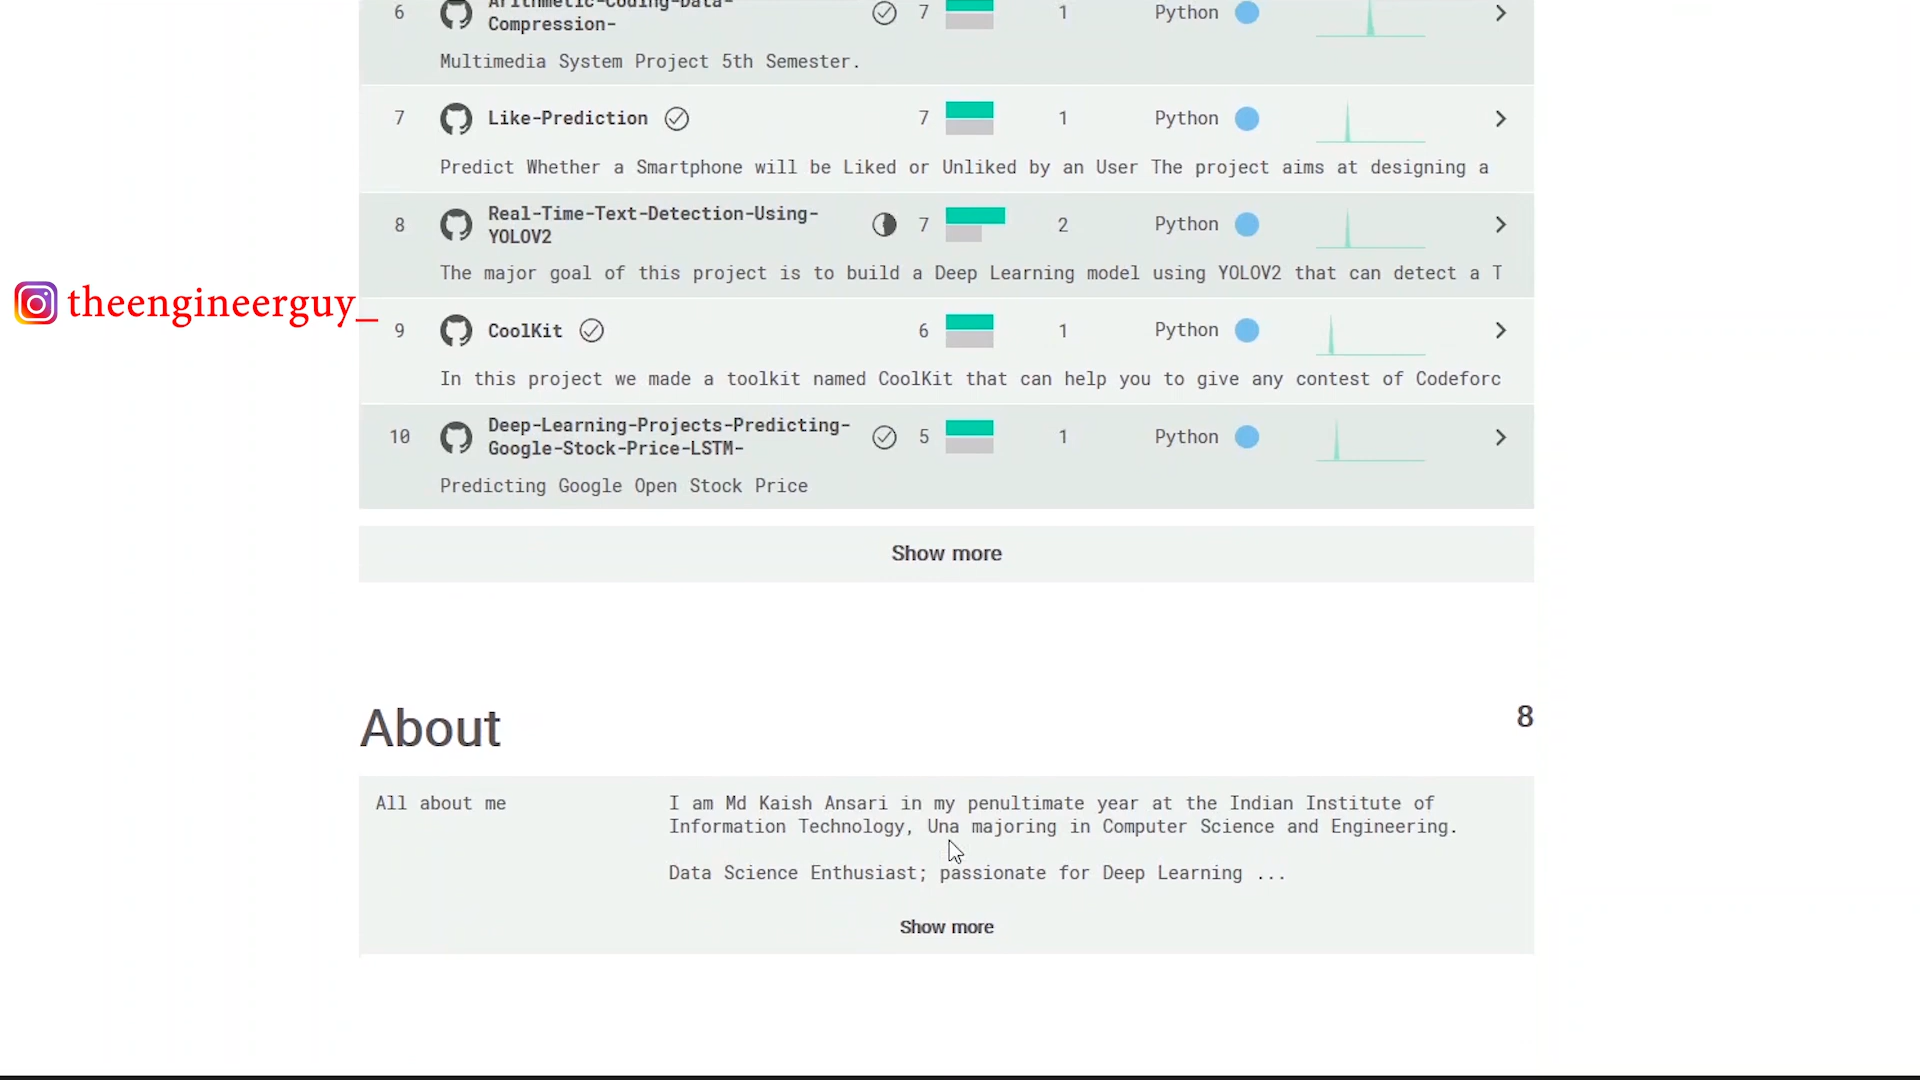 6 Arithmetic-Coding-Data- 7 1 Python
Compression-
Multimedia System Project 5th Semester.
7 Like-Prediction 7 1 Python
Predict Whether a Smartphone will be Liked or Unliked by an User The project aims at designing a
8 Real-Time-Text-Detection-Using- 7 2 Python
YOLOV2
The major goal of this project is to build a Deep Learning model using YOLOV2 that can detect a T
theengineerguy_
9 CoolKit 6 1 Python
In this project we made a toolkit named CoolKit that can help you to give any contest of Codeforc
10 Deep-Learning-Projects-Predicting- 5 1 Python
Google-Stock-Price-LSTM-
Predicting Google Open Stock Price
Show more
About 8
All about me I am Md Kaish Ansari in my penultimate year at the Indian Institute of
Information Technology, Una majoring in Computer Science and Engineering.
Data Science Enthusiast; passionate for Deep Learning ...
Show more